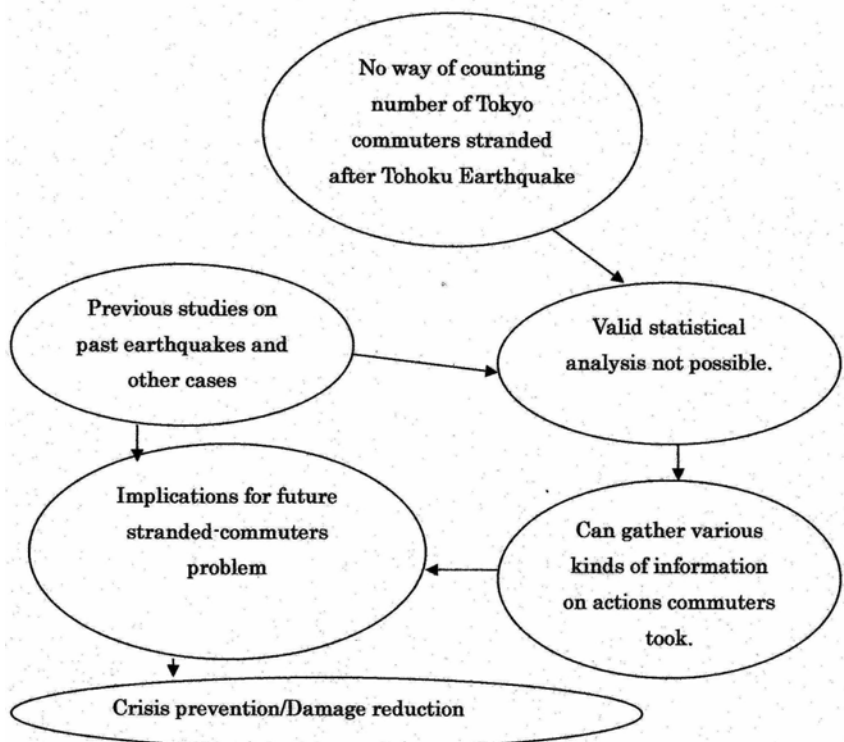 No way of counting
number of Tokyo
commuters stranded
after Tohoku Earthquake
Previous studies on
past earthquakes and
other cases
Valid statistical
analysis not possible.
Implications for future
stranded-commuters
problem
Can gather various
kinds of information
on actions commuters
took.
Crisis prevention/Damage reduction